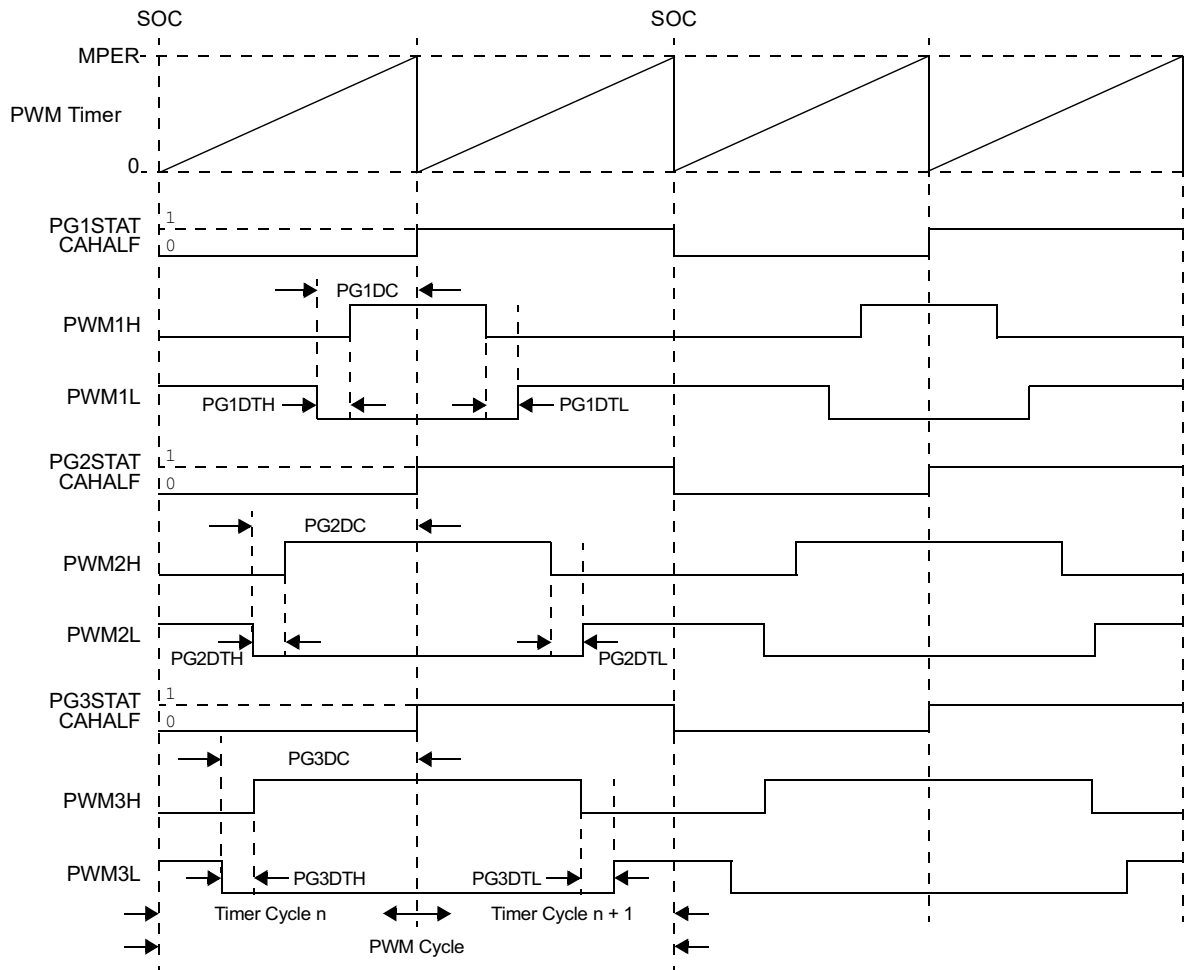 SOC SOC
MPER
PWM Timer
0
PG1STAT
CAHALF
1
0
PG1DC
PWM1H
PWM1L
PG1DTH
PG1DTL
PG2STAT
CAHALF
1
0
PG2DC
PWM2H
PWM2L
PG2DTH
PG2DTL
PG3STAT
CAHALF
1
0
PG3DC
PWM3H
PWM3L
PG3DTH
PG3DTL
Timer Cycle n
Timer Cycle n + 1
PWM Cycle